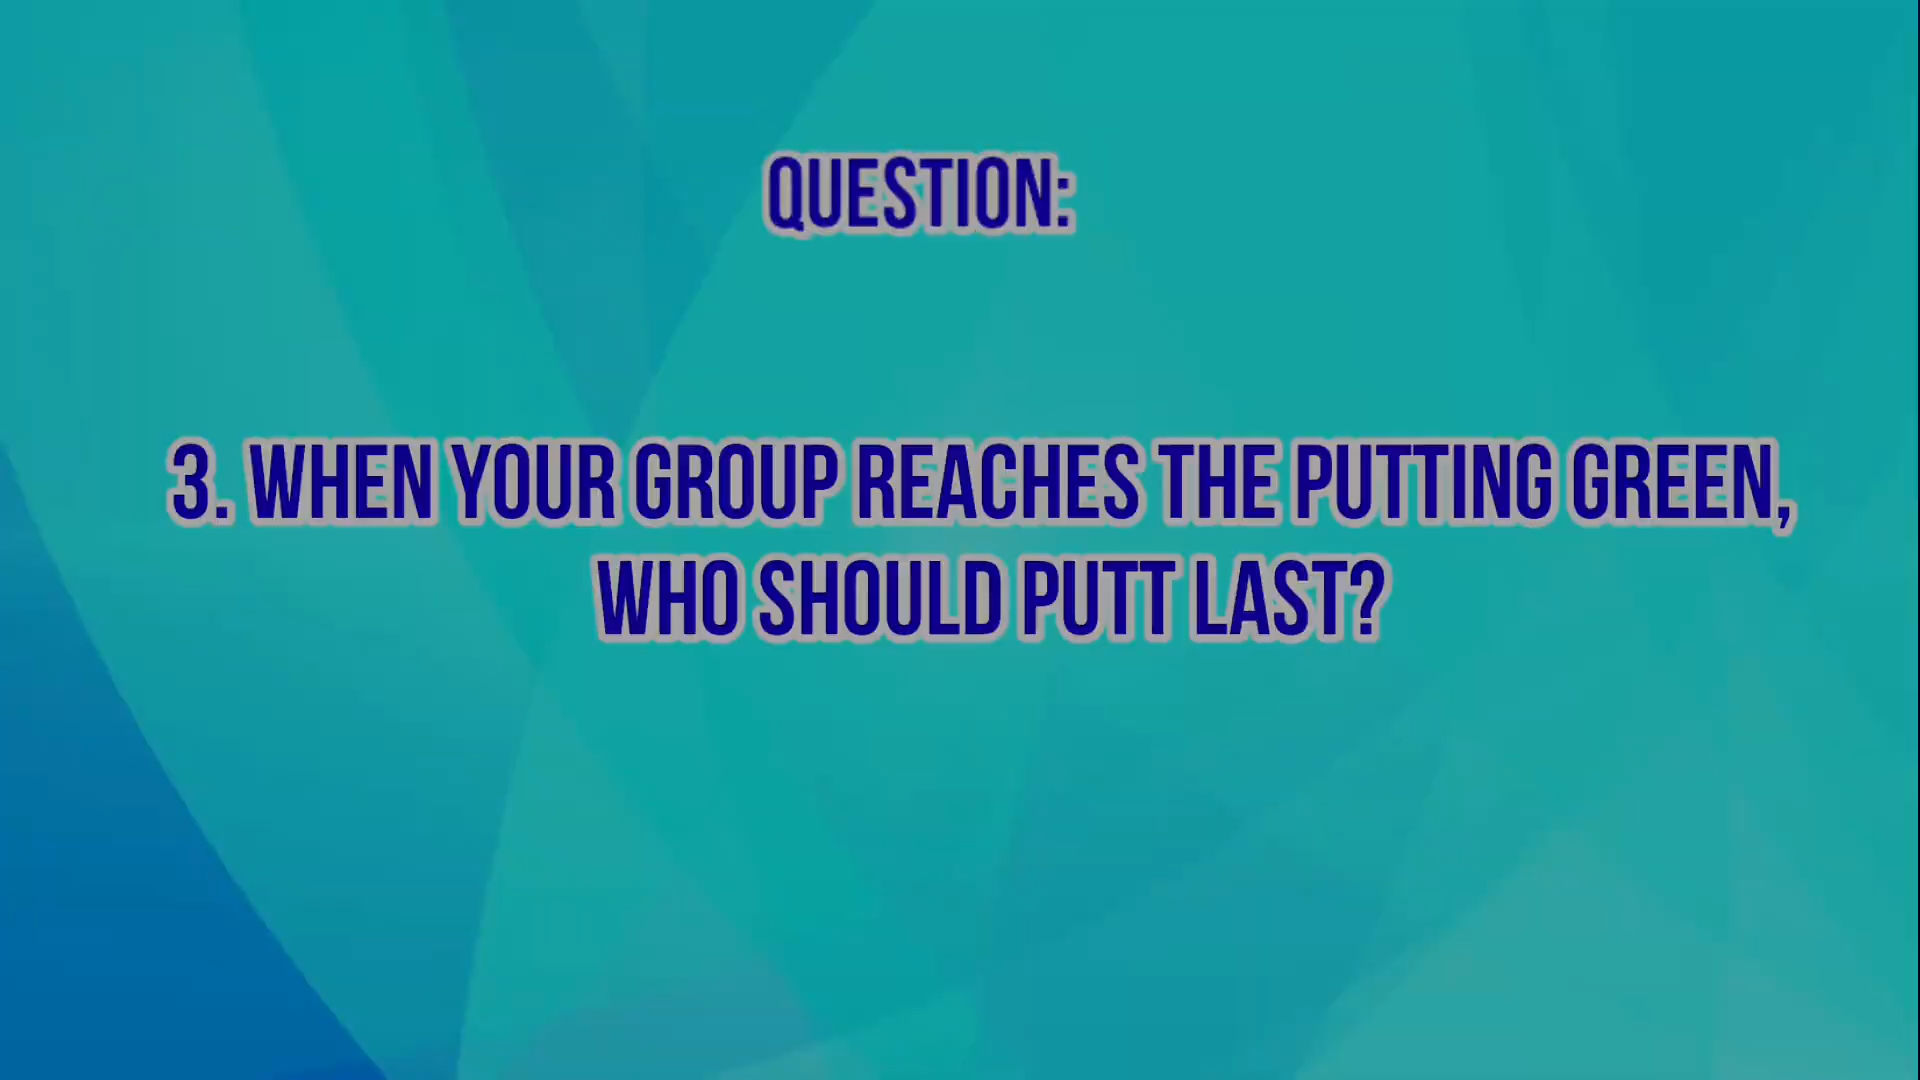 QUESTION:
3. WHEN YOUR GROUP REACHES THE PUTTING GREEN,
WHO SHOULD PUTT LAST?